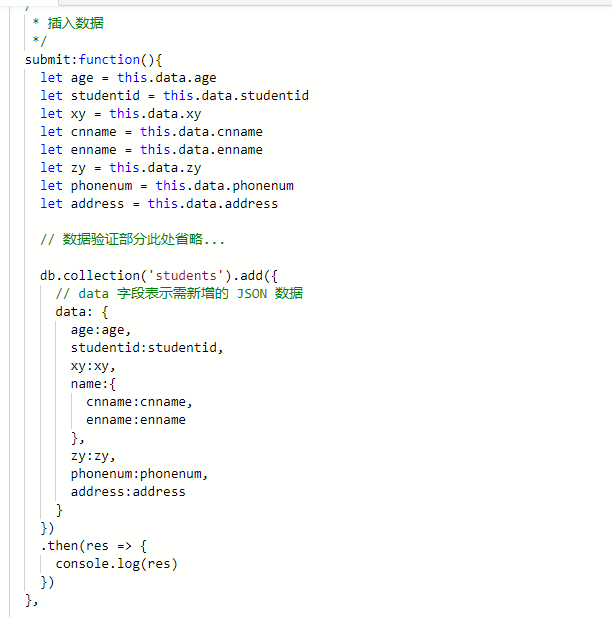 /
* 插入数据
*/
submit:function(){
let age = this.data.age
let studentid = this.data.studentid
let xy = this.data.xy
let cnname = this.data.cnname
let enname = this.data.enname
let zy = this.data.zy
let phonenum = this.data.phonenum
let address = this.data.address
// 数据验证部分此处省略...
db.collection('students').add({
// data 字段表示需新增的 JSON 数据
data: {
age:age,
studentid:studentid,
xy:xy,
name:{
cnname:cnname,
enname:enname
},
zy:zy,
phonenum:phonenum,
address:address
}
})
.then(res => {
console.log(res)
})
},